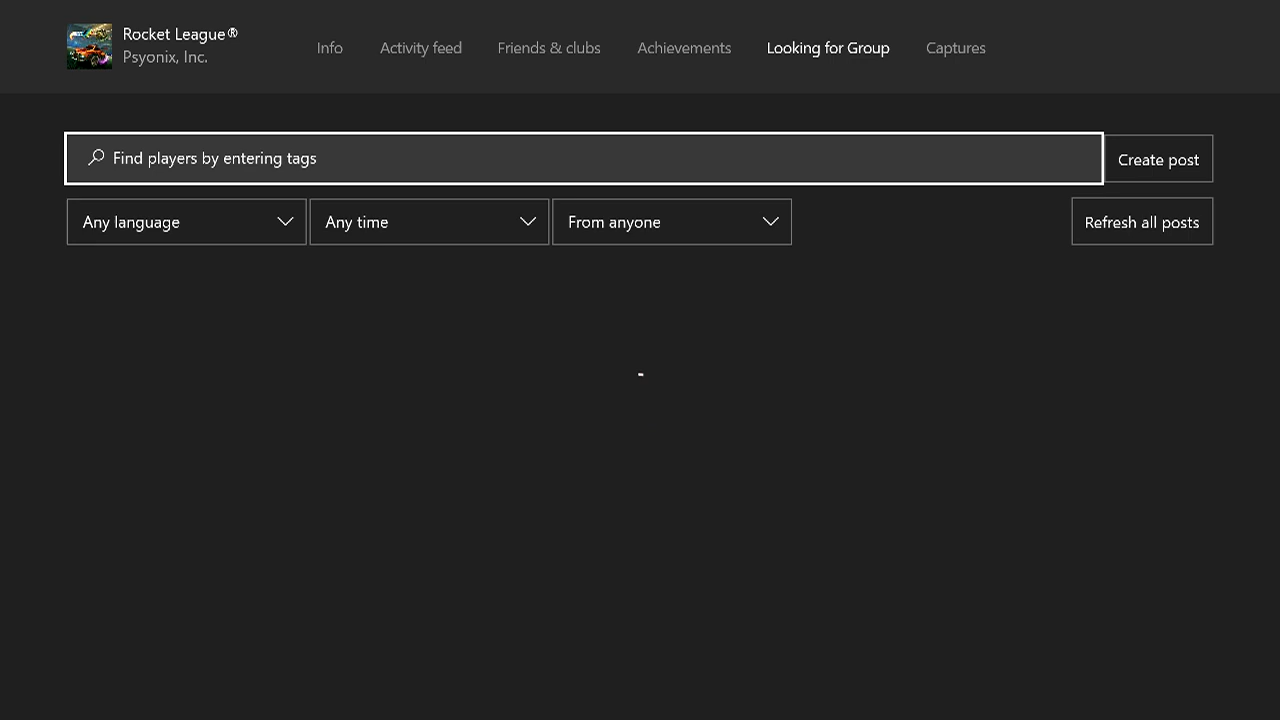 Rocket League®
Psyonix, Inc.
Info
Activity feed
Friends & clubs
Achievements
Looking for Group
Captures
Find players by entering tags
Create post
Any language
Any time
From anyone
Refresh all posts